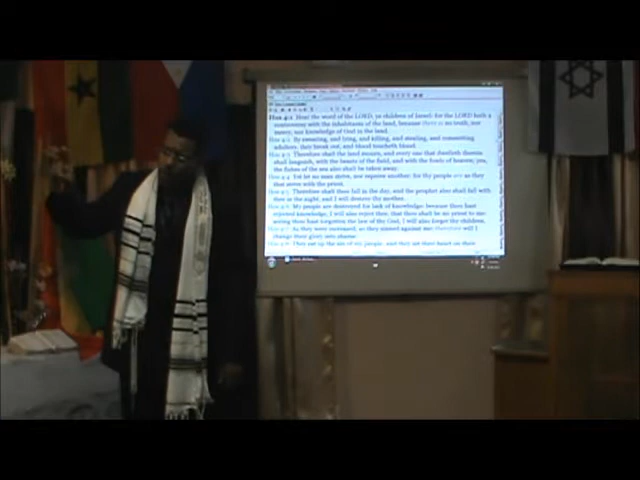 Hos 4:1 Hear the word of the LORD, ye children of Israel: for the LORD hath a
controversy with the inhabitants of the land, because there is no truth, nor
mercy, nor knowledge of God in the land.
Hos 4:2 By swearing, and lying, and killing, and stealing, and committing
adultery, they break out, and blood toucheth blood.
Hos 4:3 Therefore shall the land mourn, and every one that dwelleth therein
shall languish, with the beasts of the field, and with the fowls of heaven; yea,
the fishes of the sea also shall be taken away.
Hos 4:4 Yet let no man strive, nor reprove another: for thy people are as they
that strive with the priest.
Hos 4:5 Therefore shalt thou fall in the day, and the prophet also shall fall with
thee in the night, and I will destroy thy mother.
Hos 4:6 My people are destroyed for lack of knowledge: because thou hast
rejected knowledge, I will also reject thee, that thou shalt be no priest to me:
seeing thou hast forgotten the law of thy God, I will also forget thy children.
Hos 4:7 As they were increased, so they sinned against me: therefore will I
change their glory into shame.
Hos 4:8 They eat up the sin of my people, and they set their heart on their